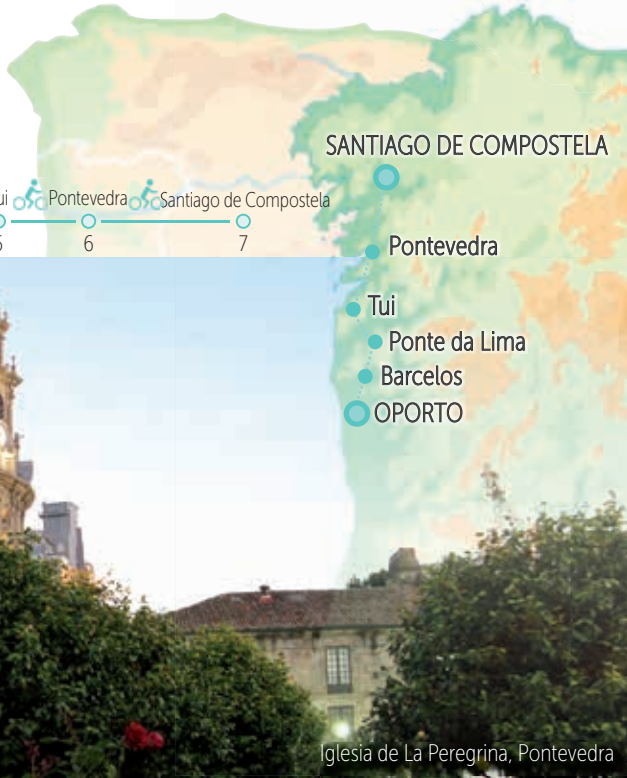 SANTIAGO DE COMPOSTELA
Pontevedra Santiago de Compostela
6 7
Pontevedra
Tui
Ponte da Lima
Barcelos
OPORTO
Iglesia de La Peregrina, Pontevedra